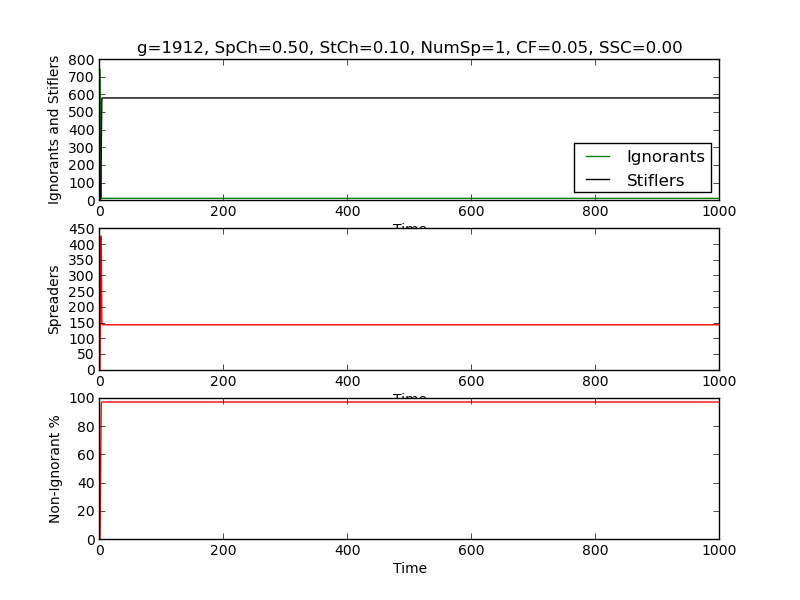 g=1912, SpCh=0.50, StCh=0.10, NumSp=1, CF=0.05, SSC=0.00
Ignorants and Stiflers
800
700
600
500
400
300
200
100
0
Ignorants
Stiflers
0 200 400 600 800 1000
Time
Spreaders
450
400
350
300
250
200
150
100
50
0
0 200 400 600 800 1000
Time
Non-Ignorant %
100
80
60
40
20
0
0 200 400 600 800 1000
Time